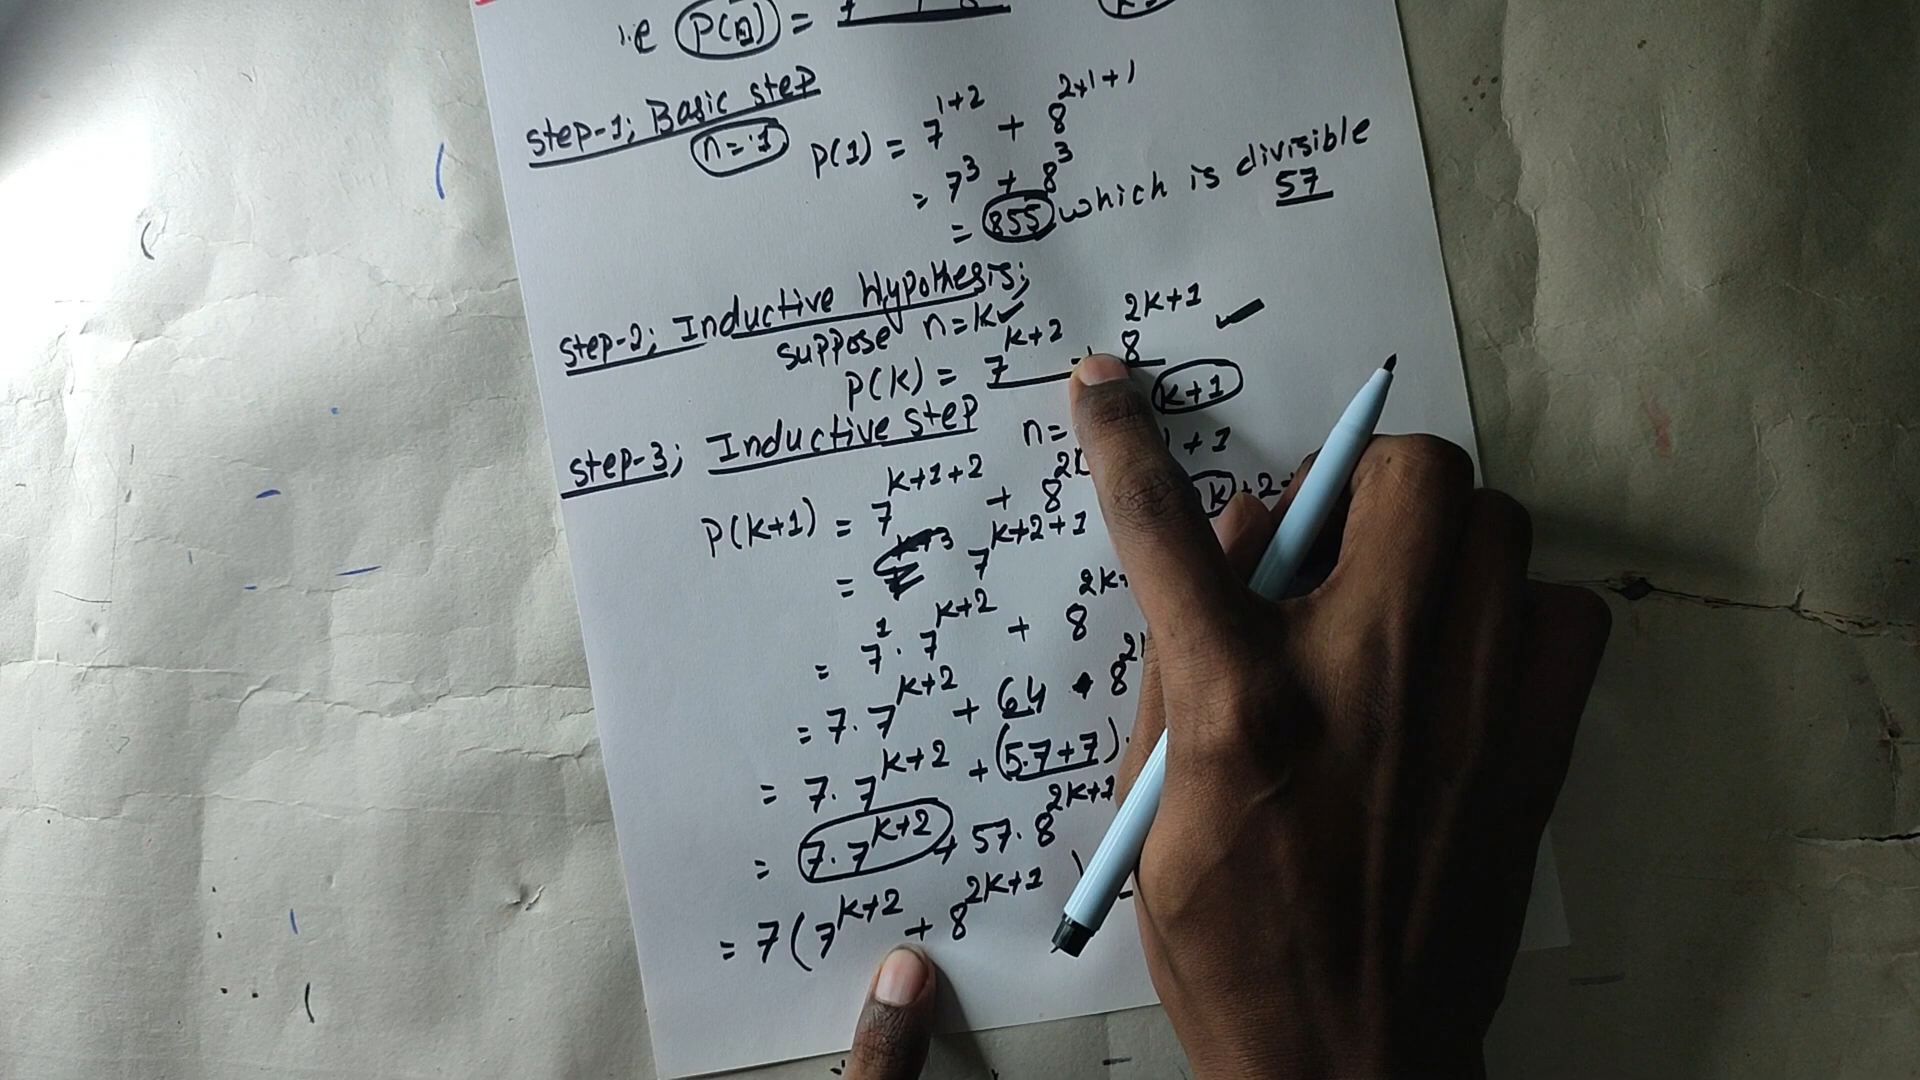 i.e P(n) =
Step-1; Basic step
n=1 P(1) = 7^{1+2} + 8^{2+1+1}
= 7^3 + 8^3
= 855 which is divisible
57
Step-2; Inductive Hypothesis;
suppose n=k ✓
P(k) = 7^{k+2} + 8^{2k+1} ✓
Step-3; Inductive step n= k+1
P(k+1) = 7^{k+1+2} + 8 +1
= 7^{k+2+1} k+2
= 7^1.7^{k+2} + 8
= 7.7^{k+2} + 64 . 8
= 7.7^{k+2} + (5.7+7).
= 7.7^{k+2} + 57.8^{2k+1}
= 7(7^{k+2} + 8^{2k+1})